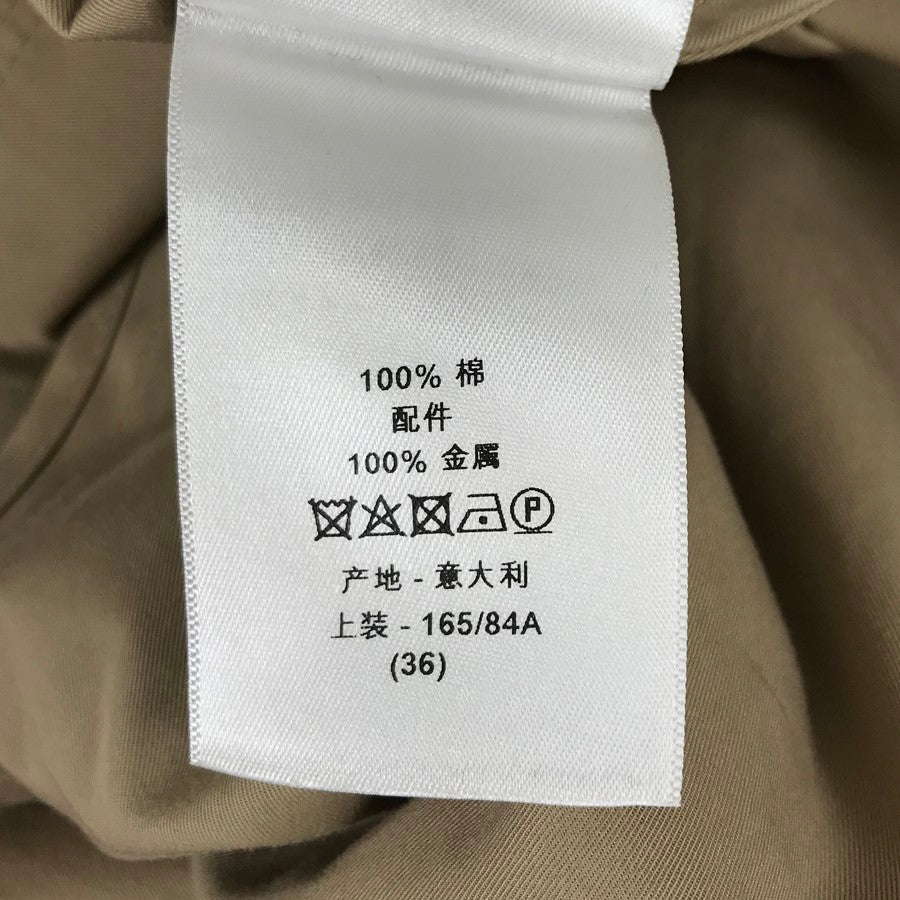 100% 棉
配件
100% 金属
P
产地 - 意大利
上装 - 165/84A
(36)